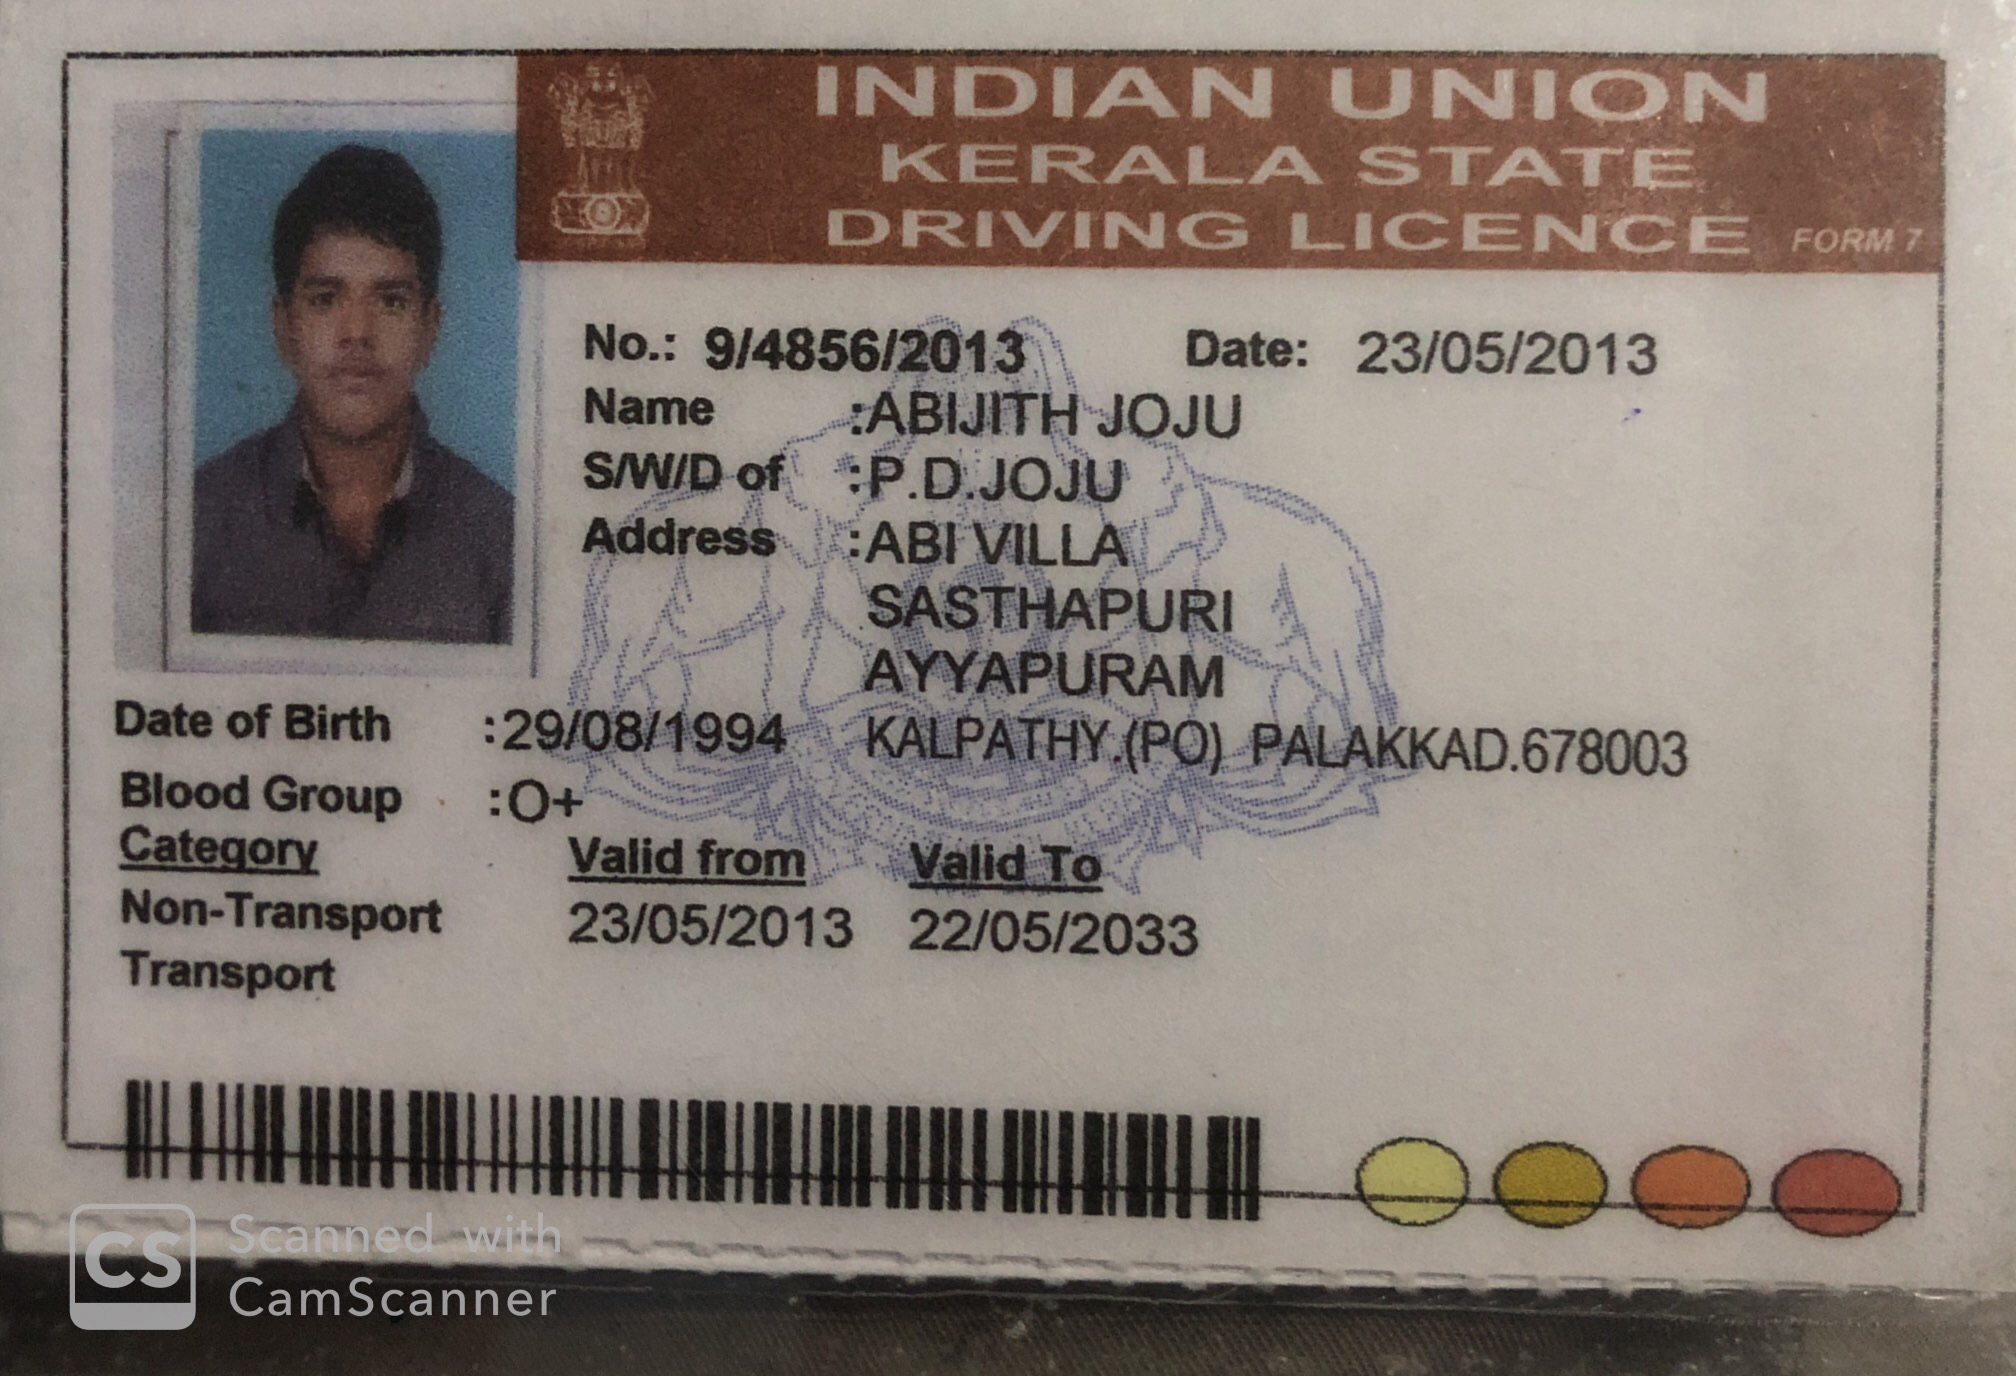 INDIAN UNION
KERALA STATE
DRIVING LICENCE FORM 7
No.: 9/4856/2013 Date: 23/05/2013
Name :ABIJITH JOJU
S/W/D of :P.D.JOJU
Address :ABI VILLA
SASTHAPURI
AYYAPURAM
Date of Birth :29/08/1994 KALPATHY.(PO) PALAKKAD.678003
Blood Group :O+
Category Valid from Valid To
Non-Transport 23/05/2013 22/05/2033
Transport
CS Scanned with
CamScanner